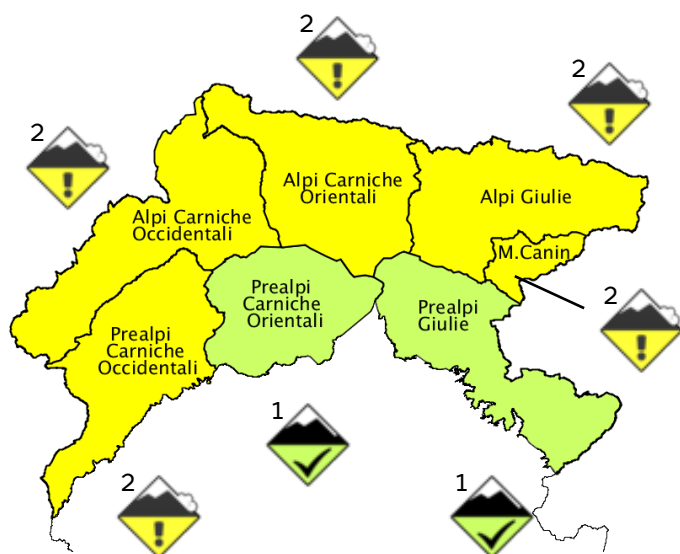 2
2
2
Alpi Carniche
Orientali
Alpi Giulie
Alpi Carniche
Occidentali
M.Canin
Prealpi
Carniche
Orientali
Prealpi
Giulie
2
Prealpi
Carniche
Occidentali
1
2
1